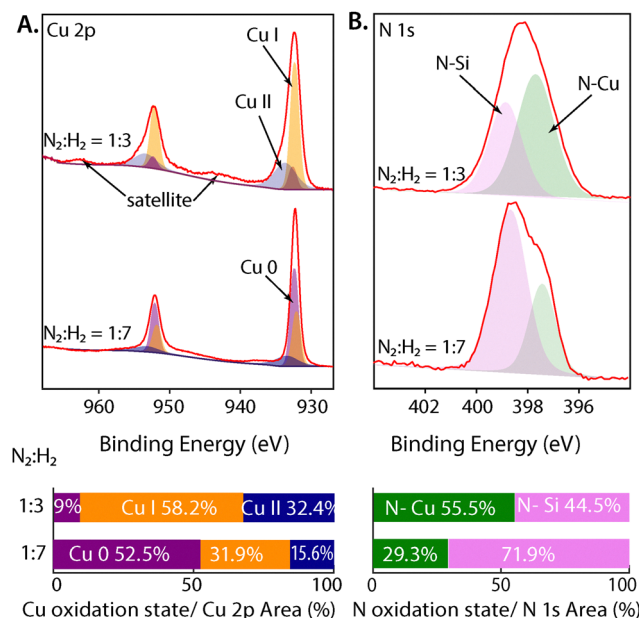 A.
Cu 2p
Cu I
Cu II
N₂:H₂ = 1:3
satellite
Cu 0
N₂:H₂ = 1:7
960 950 940 930
Binding Energy (eV)
B.
N 1s
N-Si
N-Cu
N₂:H₂ = 1:3
N₂:H₂ = 1:7
402 400 398 396
Binding Energy (eV)
N₂:H₂
1:3
9% Cu I 58.2% Cu II 32.4%
1:7
Cu 0 52.5% 31.9% 15.6%
0 50 100
Cu oxidation state/ Cu 2p Area (%)
N- Cu 55.5% N- Si 44.5%
29.3% 71.9%
0 50 100
N oxidation state/ N 1s Area (%)